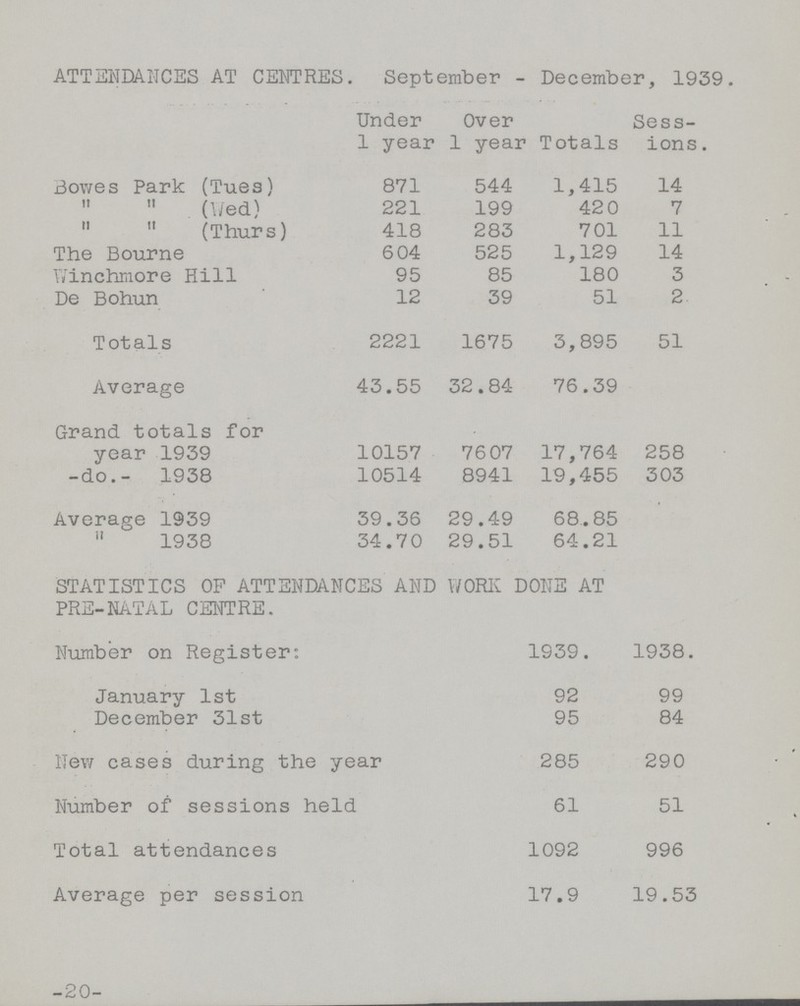 ATTENDANCES AT CENTRES. September - December, 1939.
Under Over Sess-
1 year 1 year Totals ions.
Bowes Park (Tues) 871 544 1,415 14
" " (Wed) 221 199 420 7
" " (Thurs) 418 283 701 11
The Bourne 604 525 1,129 14
Winchmore Hill 95 85 180 3
De Bohun 12 39 51 2
Totals 2221 1675 3,895 51
Average 43.55 32.84 76.39
Grand totals for
year 1939 10157 7607 17,764 258
-do.- 1938 10514 8941 19,455 303
Average 1939 39.36 29.49 68.85
" 1938 34.70 29.51 64.21
STATISTICS OF ATTENDANCES AND WORK DONE AT
PRE-NATAL CENTRE.
Number on Register: 1939. 1938.
January 1st 92 99
December 31st 95 84
New cases during the year 285 290
Number of sessions held 61 51
Total attendances 1092 996
Average per session 17.9 19.53
-20-